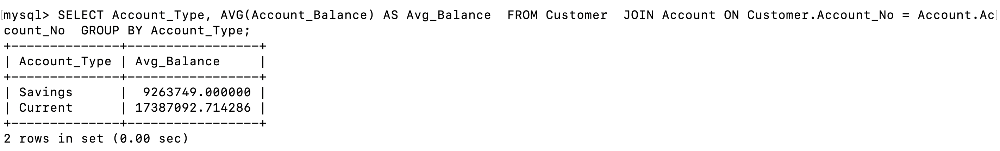 [mysql> SELECT Account_Type, AVG(Account_Balance) AS Avg_Balance  FROM Customer  JOIN Account ON Customer.Account_No = Account.Ac]
count_No  GROUP BY Account_Type;
+--------------+-----------------+
| Account_Type | Avg_Balance     |
+--------------+-----------------+
| Savings      |  9263749.000000 |
| Current      | 17387092.714286 |
+--------------+-----------------+
2 rows in set (0.00 sec)